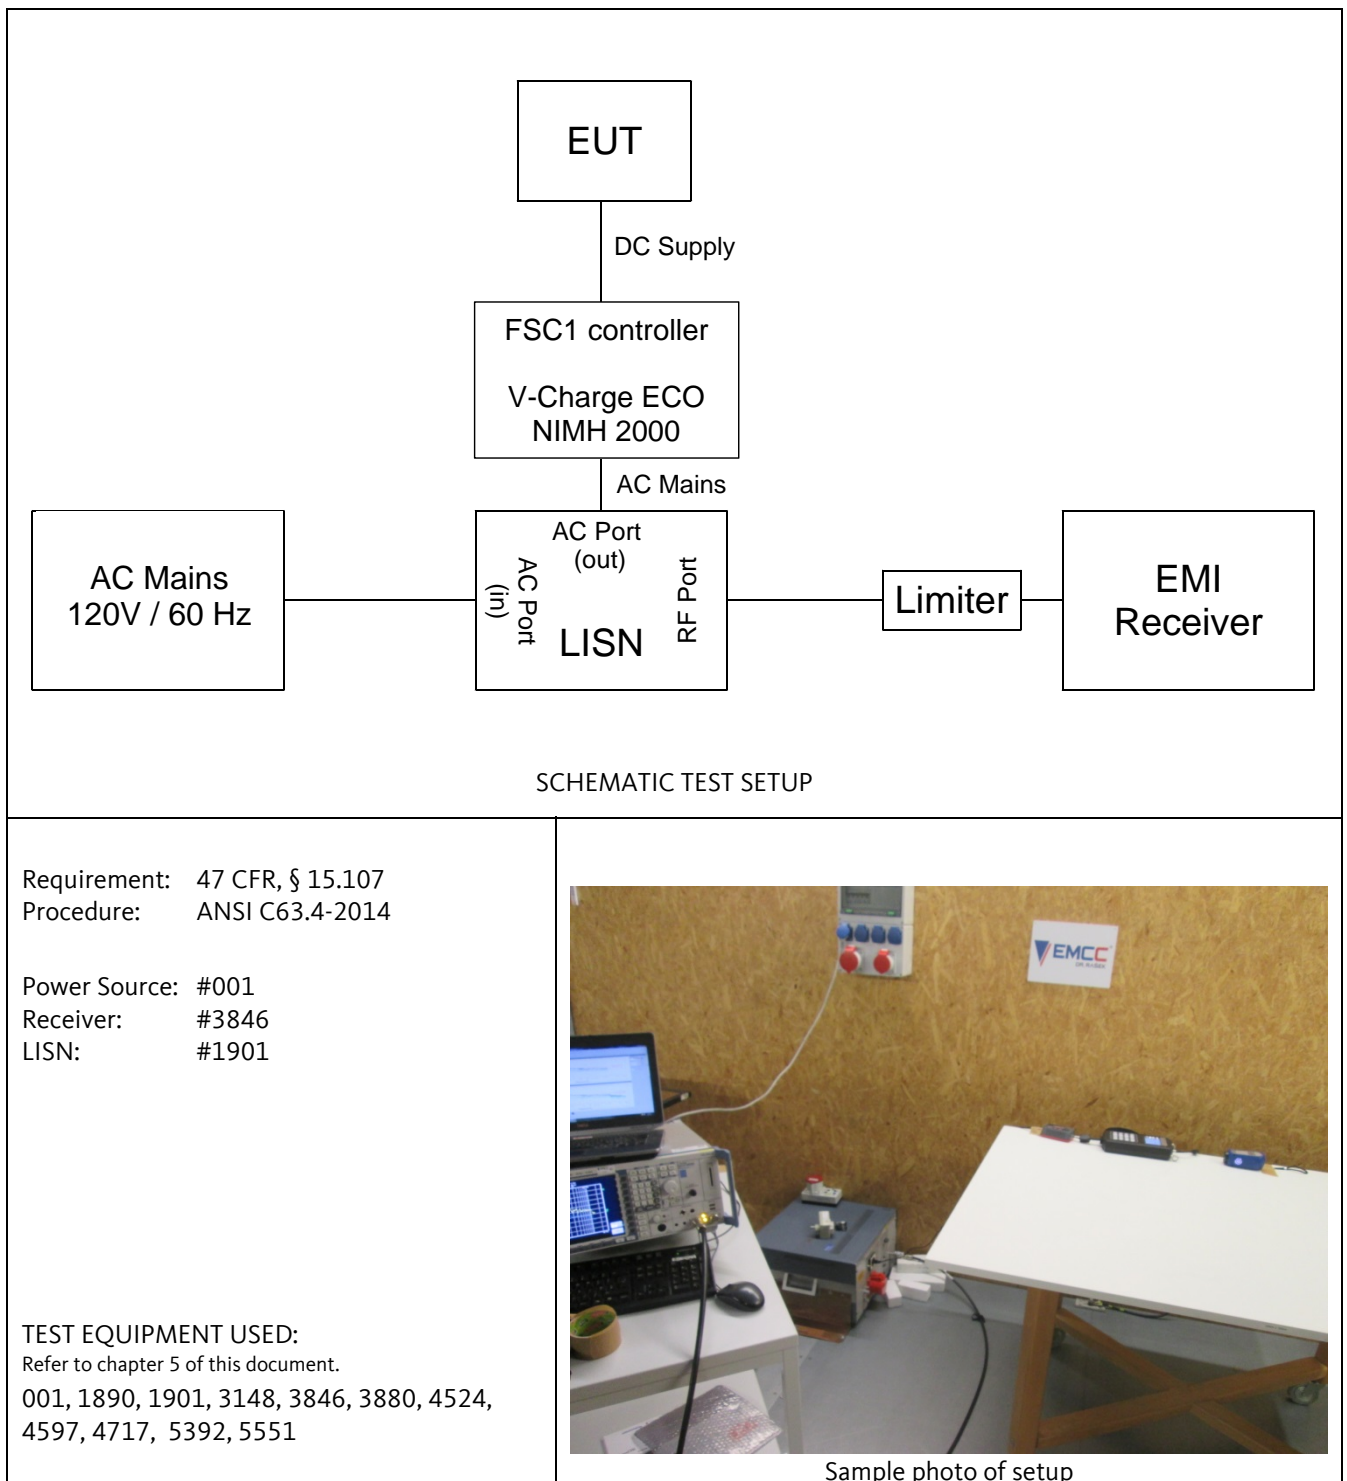 EUT
DC Supply
FSC1 controller
V-Charge ECO
NIMH 2000
AC Mains
AC Mains
120V / 60 Hz
AC Port
(in)
AC Port
(out)
LISN
RF Port
Limiter
EMI
Receiver
SCHEMATIC TEST SETUP
Requirement: 47 CFR, § 15.107
Procedure: ANSI C63.4-2014
Power Source: #001
Receiver: #3846
LISN: #1901
TEST EQUIPMENT USED:
Refer to chapter 5 of this document.
001, 1890, 1901, 3148, 3846, 3880, 4524,
4597, 4717, 5392, 5551
EMCC
Sample photo of setup